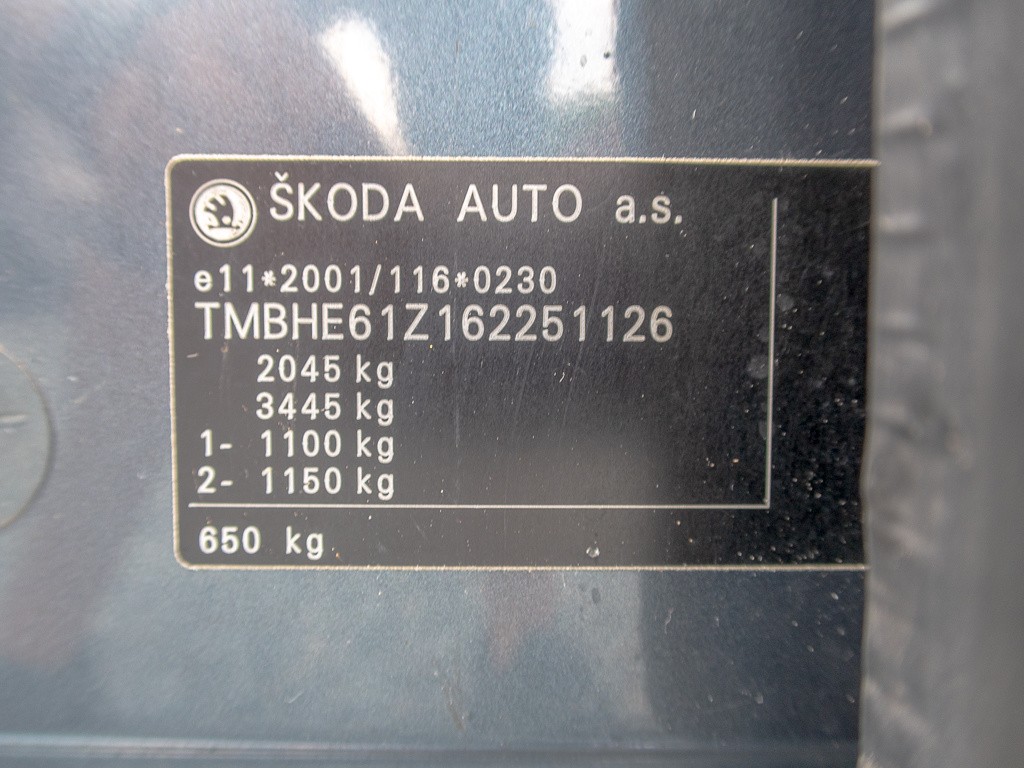 ŠKODA AUTO a.s.
e11*2001/116*0230
TMBHE61Z162251126
2045 kg
3445 kg
1- 1100 kg
2- 1150 kg
650 kg